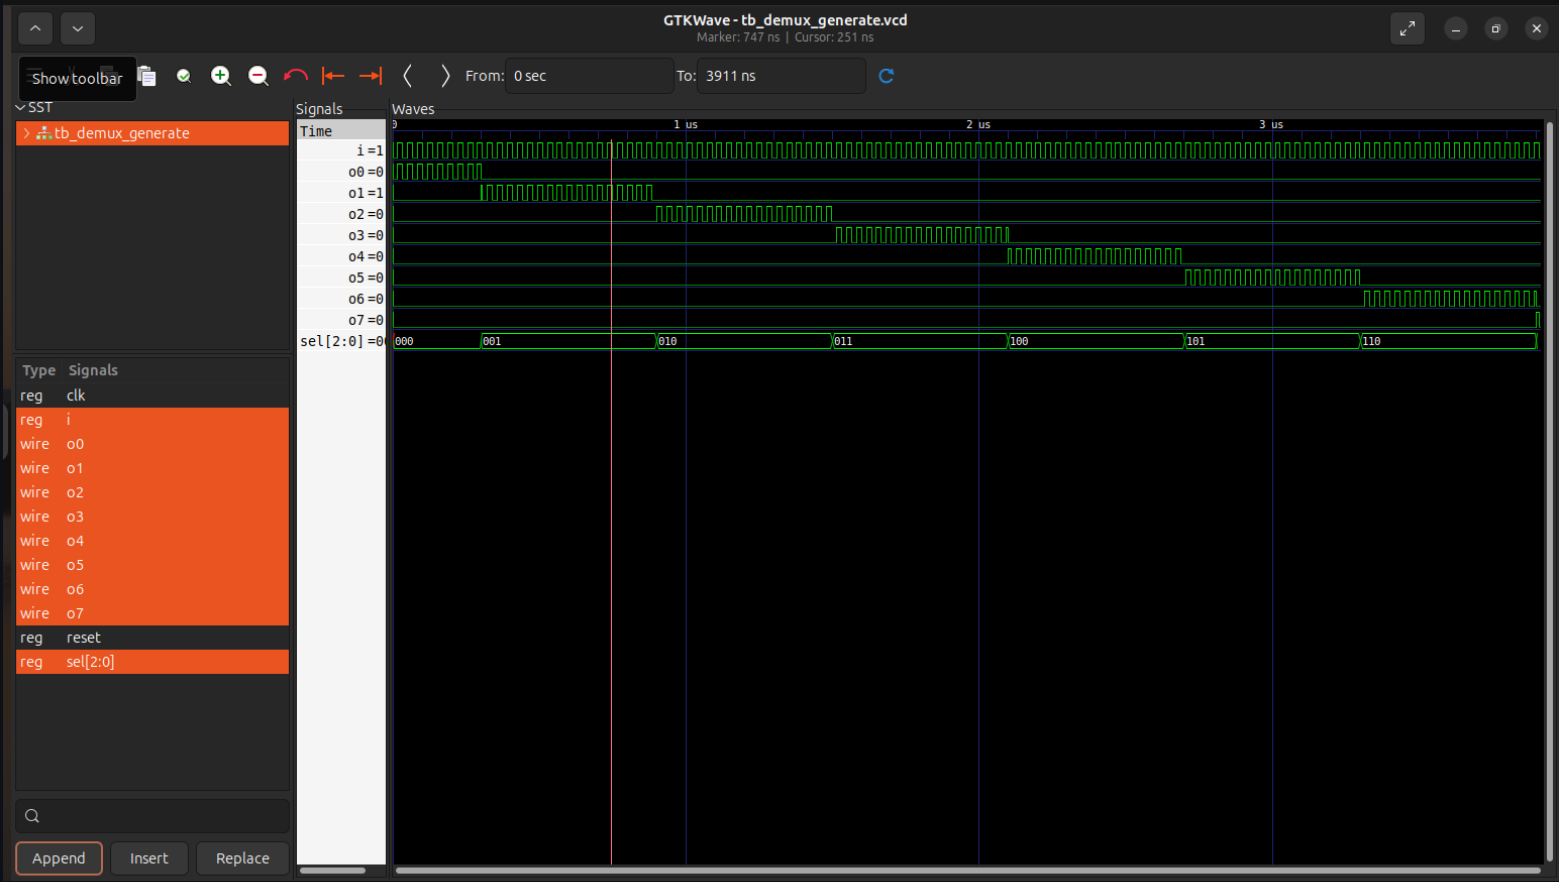 GTKWave - tb_demux_generate.vcd
Marker: 747 ns | Cursor: 251 ns
Show toolbar
From: 0 sec To: 3911 ns
SST
tb_demux_generate
Type Signals
reg clk
reg i
wire o0
wire o1
wire o2
wire o3
wire o4
wire o5
wire o6
wire o7
reg reset
reg sel[2:0]
Append Insert Replace
Signals
Time
i=1
o0=0
o1=1
o2=0
o3=0
o4=0
o5=0
o6=0
o7=0
sel[2:0]=00
Waves
0 1 us 2 us 3 us
000 001 010 011 100 101 110